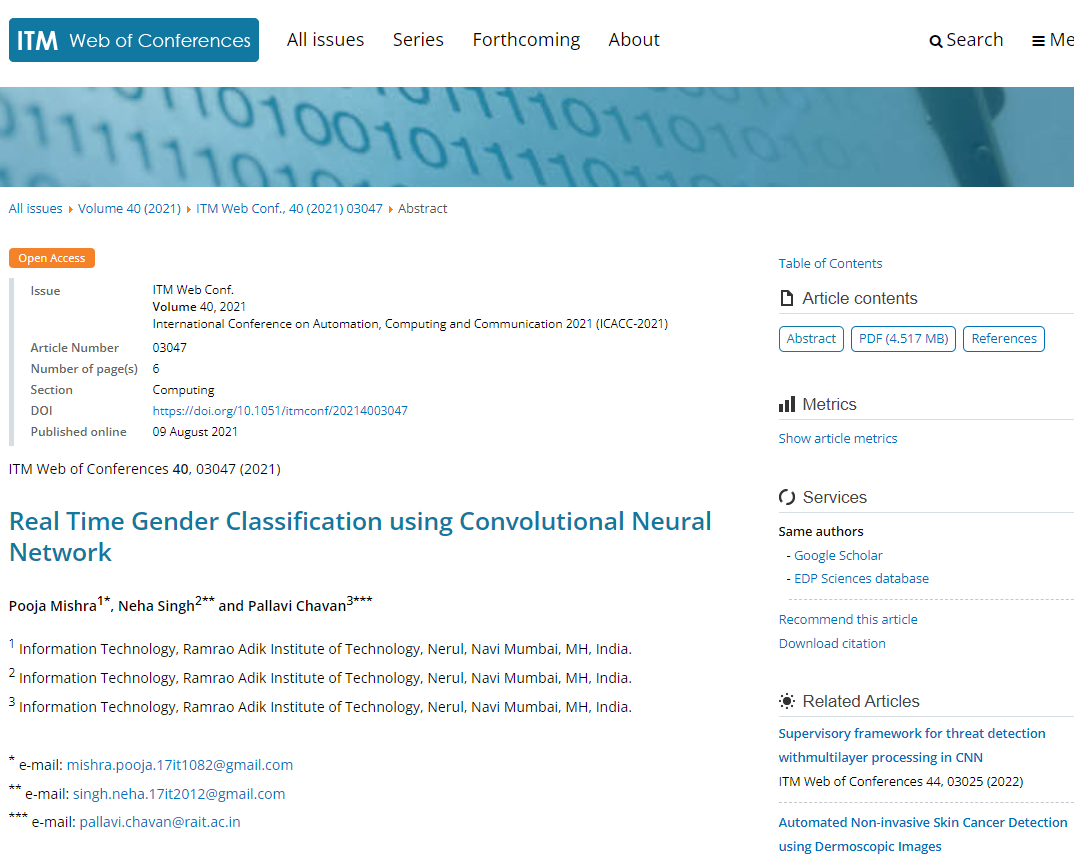 ITM Web of Conferences
All issues Series Forthcoming About Search Me
All issues Volume 40 (2021) ITM Web Conf., 40 (2021) 03047 Abstract
Open Access
Issue ITM Web Conf.
Volume 40, 2021
International Conference on Automation, Computing and Communication 2021 (ICACC-2021)
Article Number 03047
Number of page(s) 6
Section Computing
DOI https://doi.org/10.1051/itmconf/20214003047
Published online 09 August 2021
ITM Web of Conferences 40, 03047 (2021)
Real Time Gender Classification using Convolutional Neural
Network
Pooja Mishra1*, Neha Singh2** and Pallavi Chavan3***
1 Information Technology, Ramrao Adik Institute of Technology, Nerul, Navi Mumbai, MH, India.
2 Information Technology, Ramrao Adik Institute of Technology, Nerul, Navi Mumbai, MH, India.
3 Information Technology, Ramrao Adik Institute of Technology, Nerul, Navi Mumbai, MH, India.
* e-mail: mishra.pooja.17it1082@gmail.com
** e-mail: singh.neha.17it2012@gmail.com
*** e-mail: pallavi.chavan@rait.ac.in
Table of Contents
Article contents
Abstract PDF (4.517 MB) References
Metrics
Show article metrics
Services
Same authors
- Google Scholar
- EDP Sciences database
Recommend this article
Download citation
Related Articles
Supervisory framework for threat detection
withmultilayer processing in CNN
ITM Web of Conferences 44, 03025 (2022)
Automated Non-invasive Skin Cancer Detection
using Dermoscopic Images